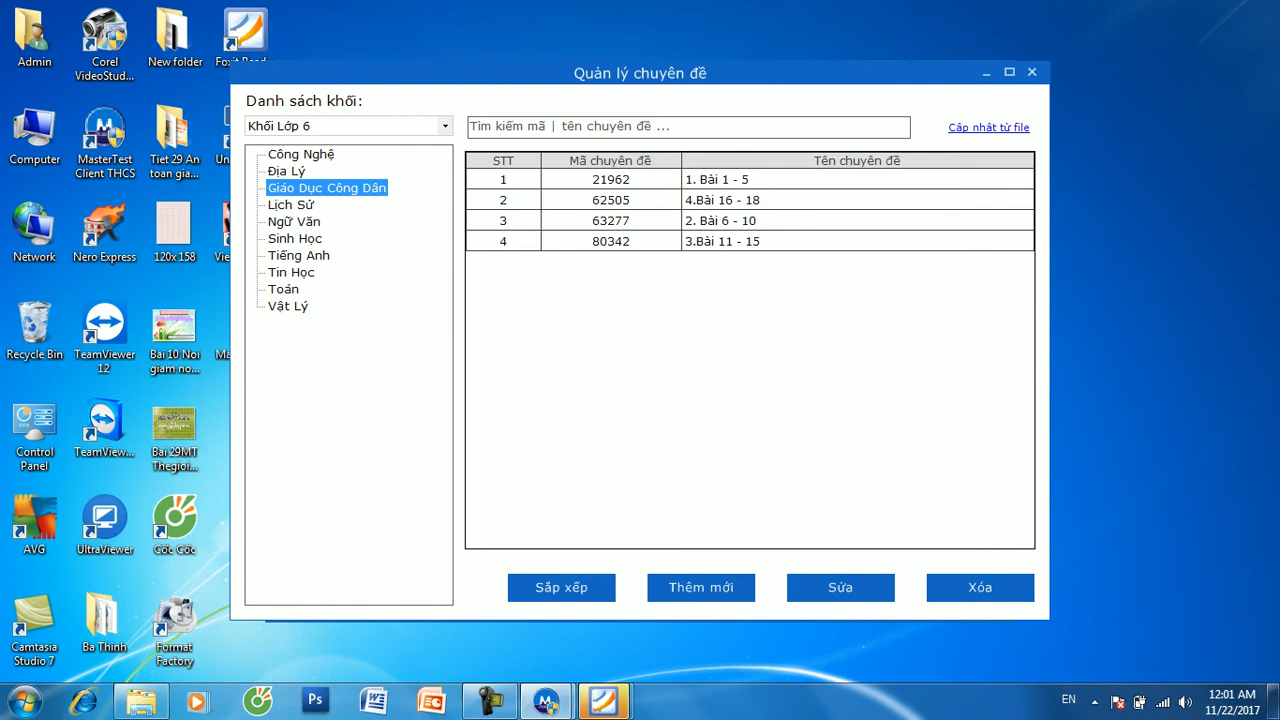 Admin
Corel VideoStud...
New folder
Computer
MasterTest Client THCS
Tiet 29 An toan gia...
Network
Nero Express
120x158
Recycle Bin
TeamViewer 12
Bai 10 Noi giam no...
Control Panel
TeamView...
Bai 29MT Thegioi...
AVG
UltraViewer
Cốc Cốc
Camtasia Studio 7
Ba Thinh
Format Factory
Quản lý chuyên đề
Danh sách khối:
Khối Lớp 6
Tìm kiếm mã | tên chuyên đề ...
Cập nhật từ file
Công Nghệ
Địa Lý
Giáo Dục Công Dân
Lịch Sử
Ngữ Văn
Sinh Học
Tiếng Anh
Tin Học
Toán
Vật Lý
STT Mã chuyên đề Tên chuyên đề
1 21962 1. Bài 1 - 5
2 62505 4.Bài 16 - 18
3 63277 2. Bài 6 - 10
4 80342 3.Bài 11 - 15
Sắp xếp Thêm mới Sửa Xóa
Ps
EN
12:01 AM
11/22/2017